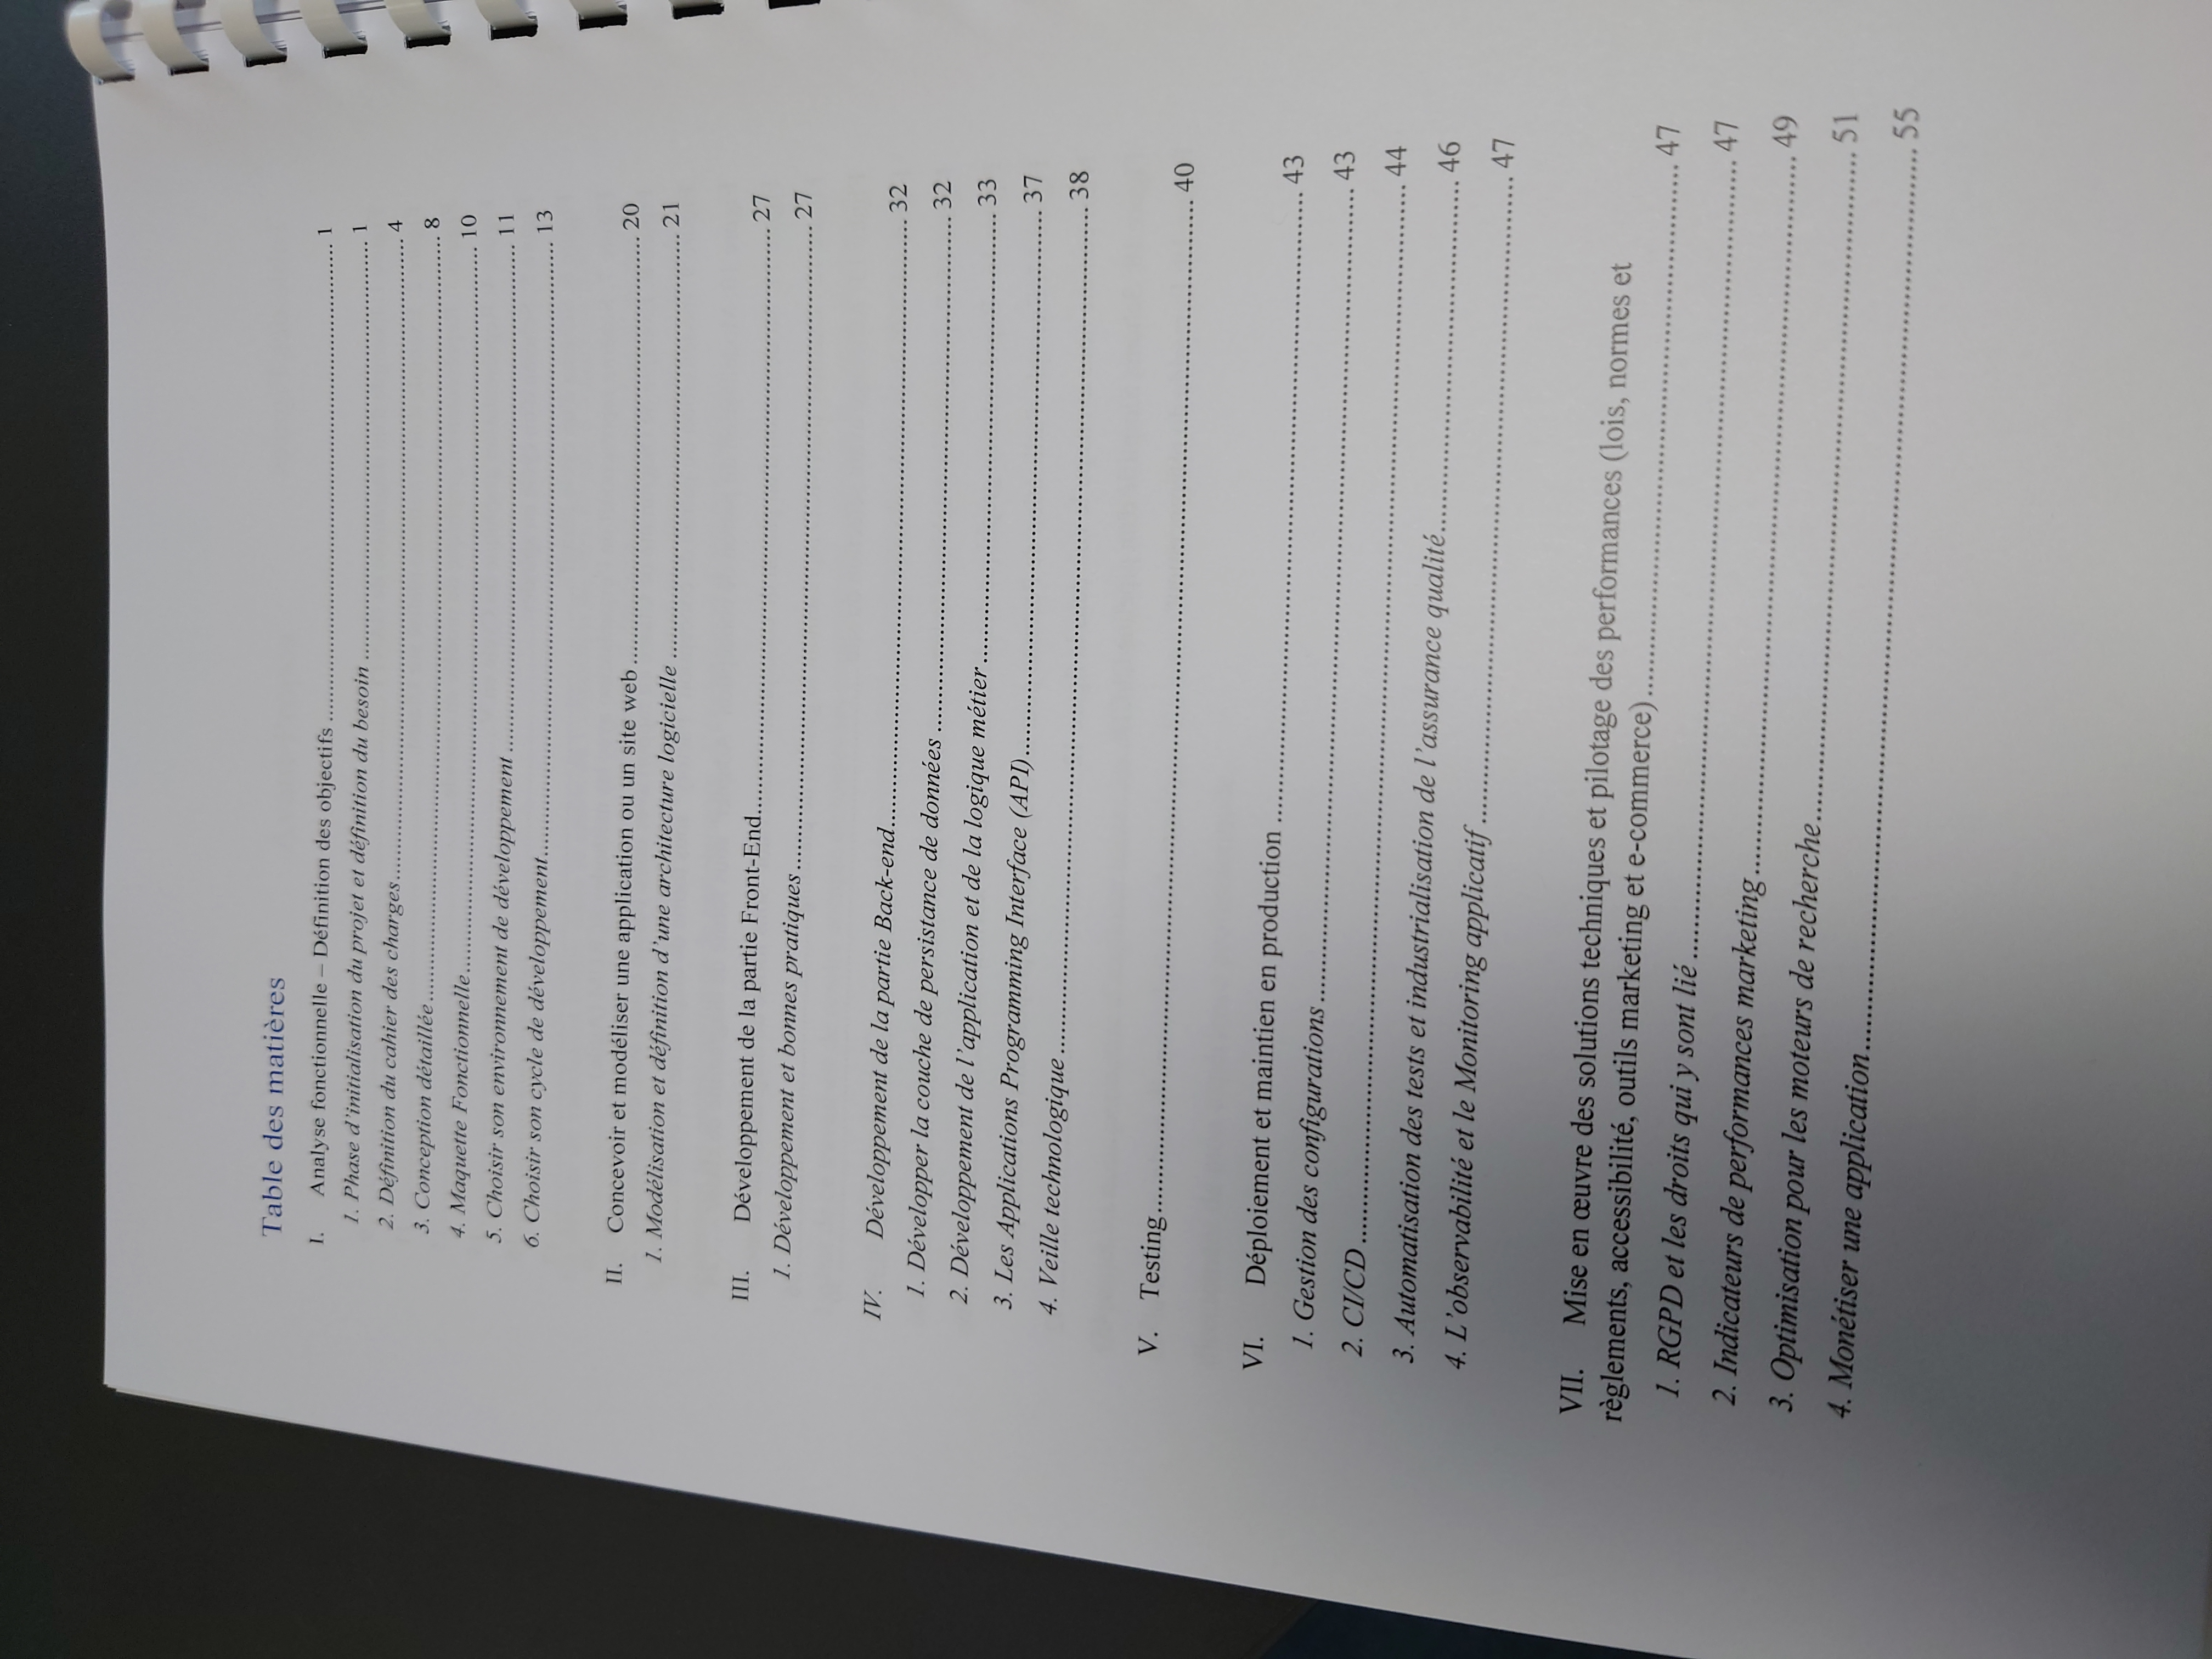 Table des matières
I. Analyse fonctionnelle – Définition des objectifs ........ 1
1. Phase d'initialisation du projet et définition du besoin ........ 1
2. Définition du cahier des charges ........ 4
3. Conception détaillée ........ 8
4. Maquette Fonctionnelle ........ 10
5. Choisir son environnement de développement ........ 11
6. Choisir son cycle de développement ........ 13
II. Concevoir et modéliser une application ou un site web ........ 20
1. Modélisation et définition d'une architecture logicielle ........ 21
III. Développement de la partie Front-End ........ 27
1. Développement et bonnes pratiques ........ 27
IV. Développement de la partie Back-end ........ 32
1. Développer la couche de persistance de données ........ 32
2. Développement de l'application et de la logique métier ........ 33
3. Les Applications Programming Interface (API) ........ 37
4. Veille technologique ........ 38
V. Testing ........ 40
VI. Déploiement et maintien en production ........ 43
1. Gestion des configurations ........ 43
2. CI/CD ........ 44
3. Automatisation des tests et industrialisation de l'assurance qualité ........ 46
4. L'observabilité et le Monitoring applicatif ........ 47
VII. Mise en œuvre des solutions techniques et pilotage des performances (lois, normes et
règlements, accessibilité, outils marketing et e-commerce) ........ 47
1. RGPD et les droits qui y sont lié ........ 47
2. Indicateurs de performances marketing ........ 49
3. Optimisation pour les moteurs de recherche ........ 51
4. Monétiser une application ........ 55